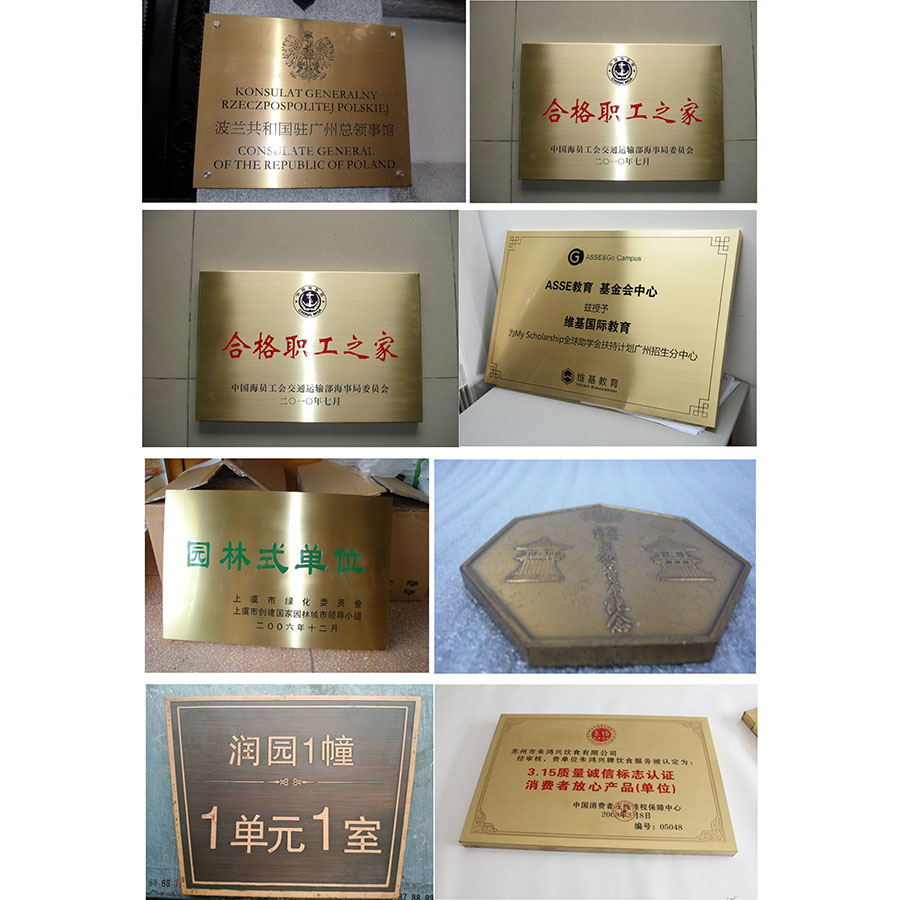 KONSULAT GENERALNY
RZECZPOSPOLITEJ POLSKIEJ
波兰共和国驻广州总领事馆
CONSULATE GENERAL
OF THE REPUBLIC OF POLAND
CHINA MSA
合格职工之家
中国海员工会交通运输部海事局委员会
二〇一〇年七月
CHINA MSA
合格职工之家
中国海员工会交通运输部海事局委员会
二〇一〇年七月
G ASSE&Go Campus
ASSE教育 基金会中心
兹授予
维基国际教育
为My Scholarship全球助学金扶持计划广州招生分中心
维基教育
园林式单位
上虞市绿化委员会
上虞市创建国家园林城市领导小组
二〇〇六年十二月
润园1幢
1单元1室
3.15
苏州市朱鸿兴饮食有限公司
经审核，贵单位朱鸿兴牌饮食服务被认定为：
3.15质量诚信标志认证
消费者放心产品(单位)
中国消费者在线维权保障中心
编号：05048